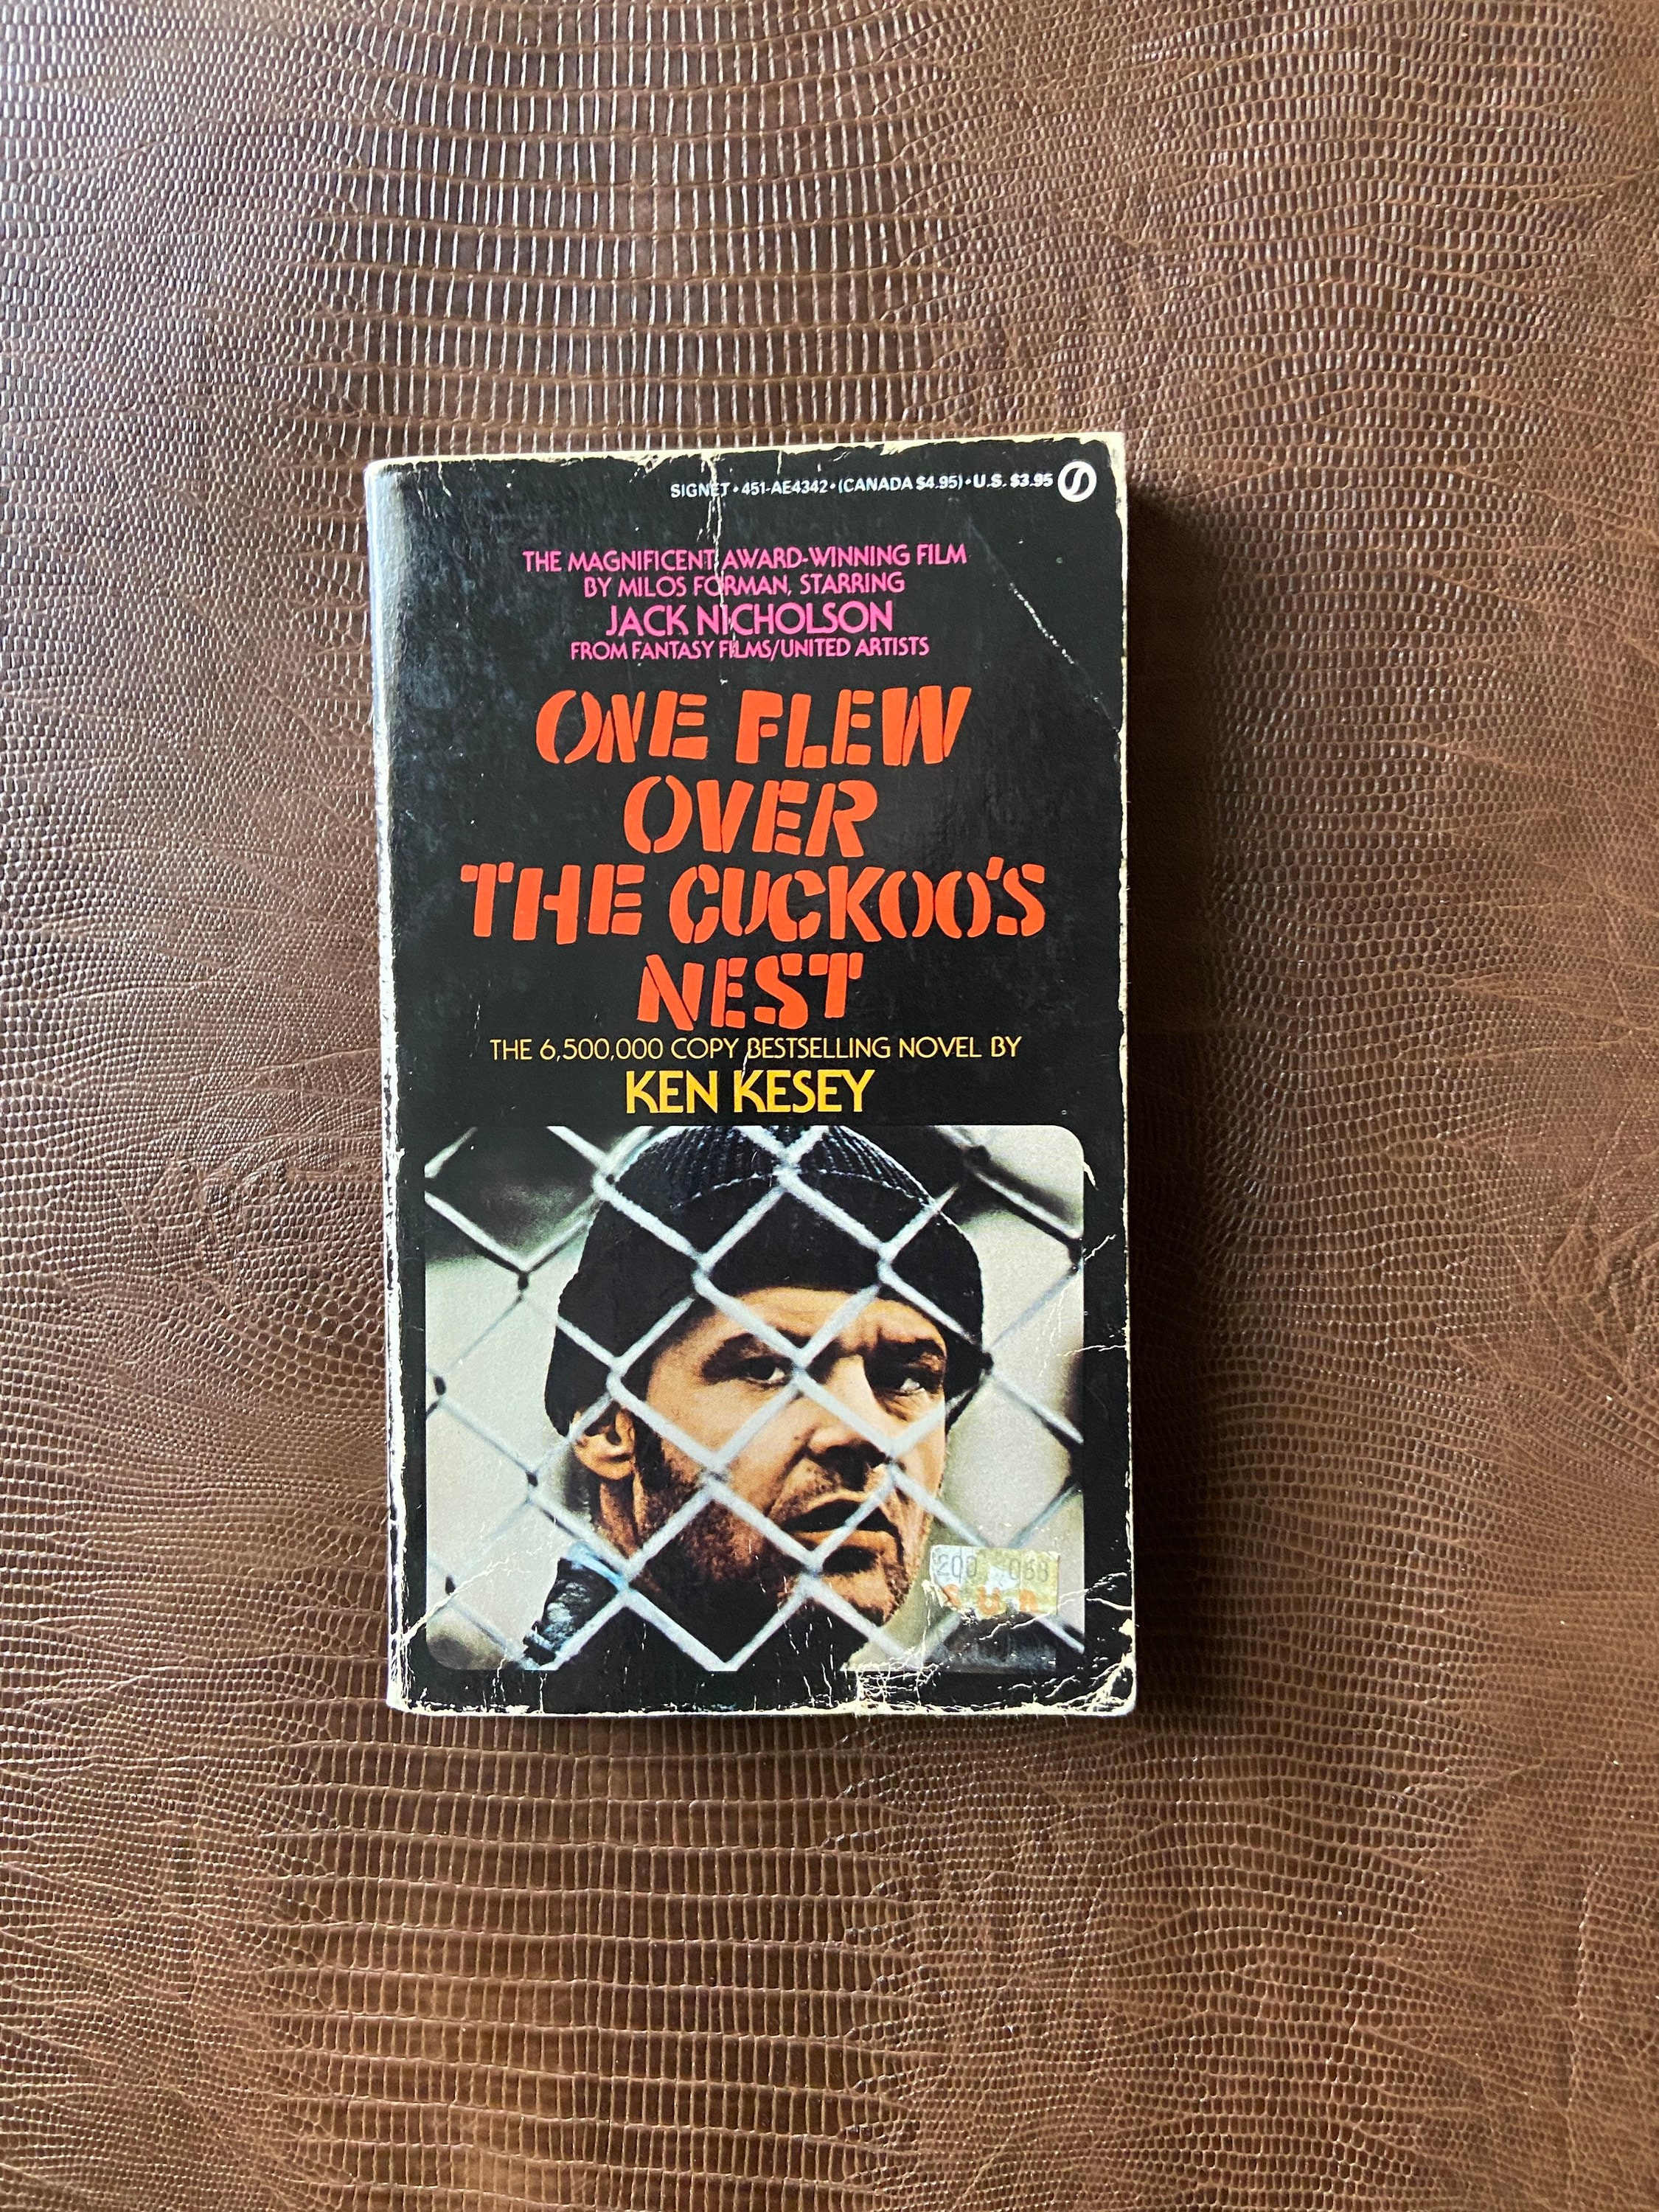 SIGNET • 451-AE4342 • (CANADA $4.95) • U.S. $3.95
THE MAGNIFICENT AWARD-WINNING FILM
BY MILOS FORMAN, STARRING
JACK NICHOLSON
FROM FANTASY FILMS/UNITED ARTISTS
ONE FLEW
OVER
THE CUCKOO'S
NEST
THE 6,500,000 COPY BESTSELLING NOVEL BY
KEN KESEY
200 068